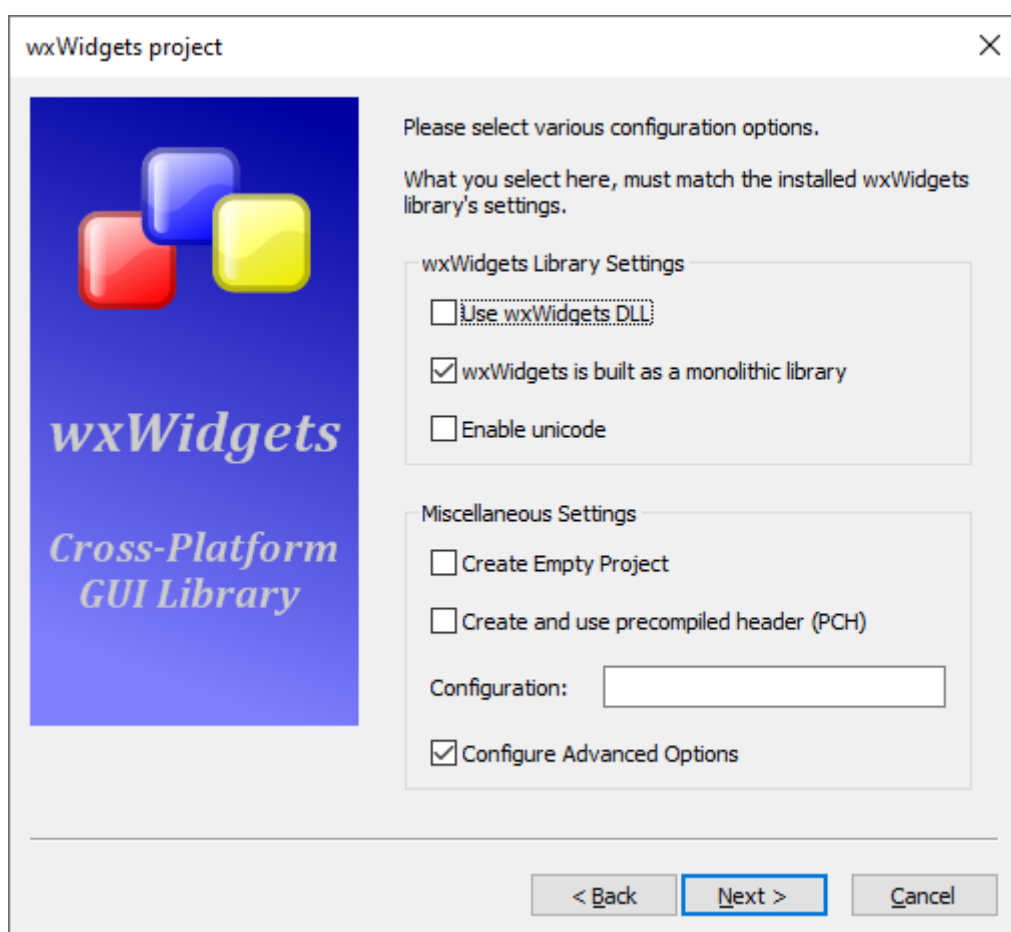 wxWidgets project
wxWidgets
Cross-Platform
GUI Library
Please select various configuration options.
What you select here, must match the installed wxWidgets
library's settings.
wxWidgets Library Settings
Use wxWidgets DLL
wxWidgets is built as a monolithic library
Enable unicode
Miscellaneous Settings
Create Empty Project
Create and use precompiled header (PCH)
Configuration:
Configure Advanced Options
< Back Next > Cancel